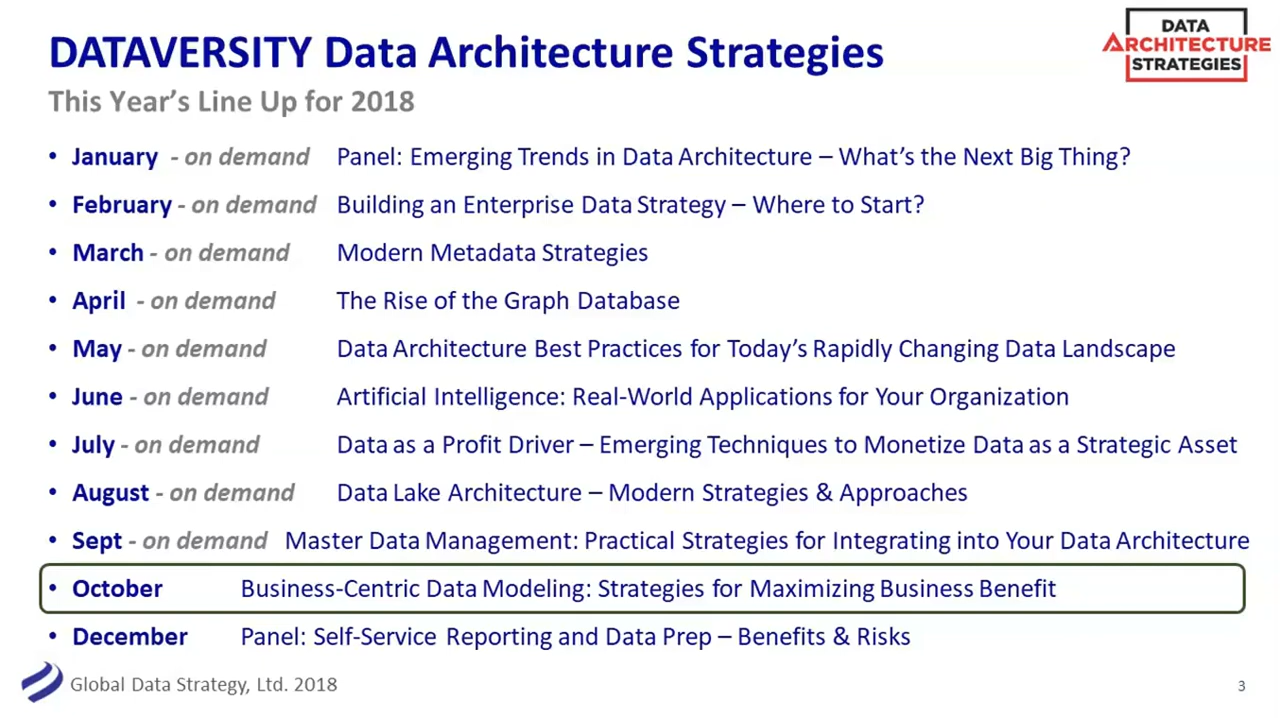 DATAVERSITY Data Architecture Strategies
DATA
ARCHITECTURE
STRATEGIES
This Year's Line Up for 2018
• January - on demand Panel: Emerging Trends in Data Architecture – What's the Next Big Thing?
• February - on demand Building an Enterprise Data Strategy – Where to Start?
• March - on demand Modern Metadata Strategies
• April - on demand The Rise of the Graph Database
• May - on demand Data Architecture Best Practices for Today's Rapidly Changing Data Landscape
• June - on demand Artificial Intelligence: Real-World Applications for Your Organization
• July - on demand Data as a Profit Driver – Emerging Techniques to Monetize Data as a Strategic Asset
• August - on demand Data Lake Architecture – Modern Strategies & Approaches
• Sept - on demand Master Data Management: Practical Strategies for Integrating into Your Data Architecture
• October Business-Centric Data Modeling: Strategies for Maximizing Business Benefit
• December Panel: Self-Service Reporting and Data Prep – Benefits & Risks
Global Data Strategy, Ltd. 2018
3